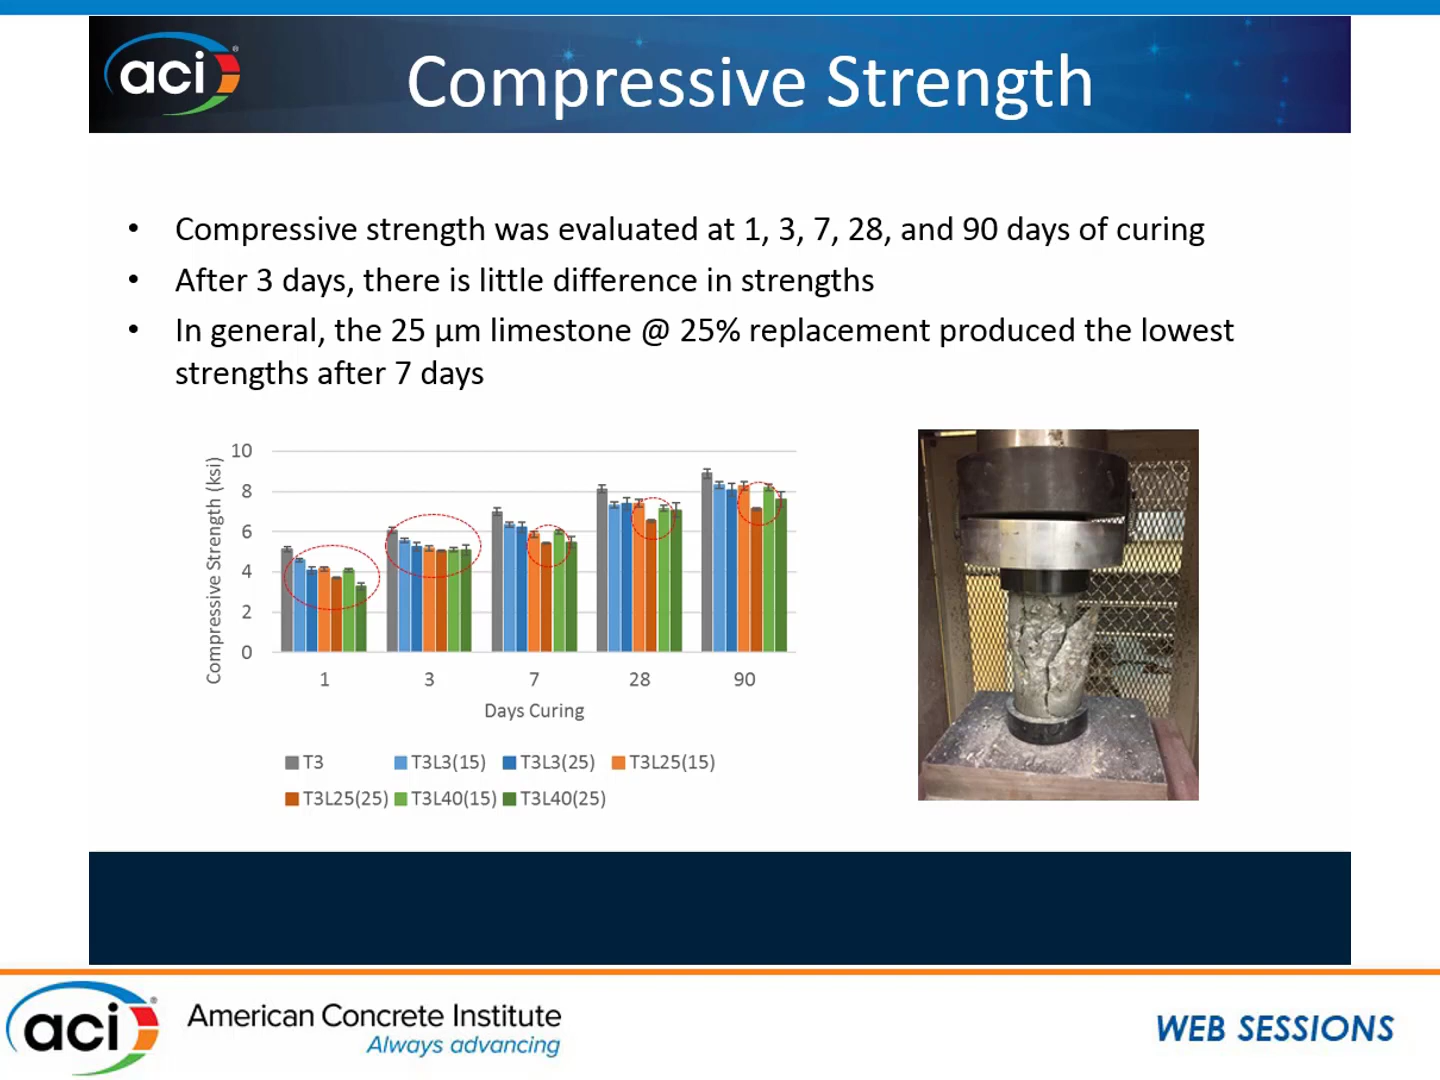 aci®
Compressive Strength
• Compressive strength was evaluated at 1, 3, 7, 28, and 90 days of curing
• After 3 days, there is little difference in strengths
• In general, the 25 µm limestone @ 25% replacement produced the lowest
strengths after 7 days
Compressive Strength (ksi)
10
8
6
4
2
0
1 3 7 28 90
Days Curing
T3 T3L3(15) T3L3(25) T3L25(15)
T3L25(25) T3L40(15) T3L40(25)
aci®
American Concrete Institute
Always advancing
WEB SESSIONS